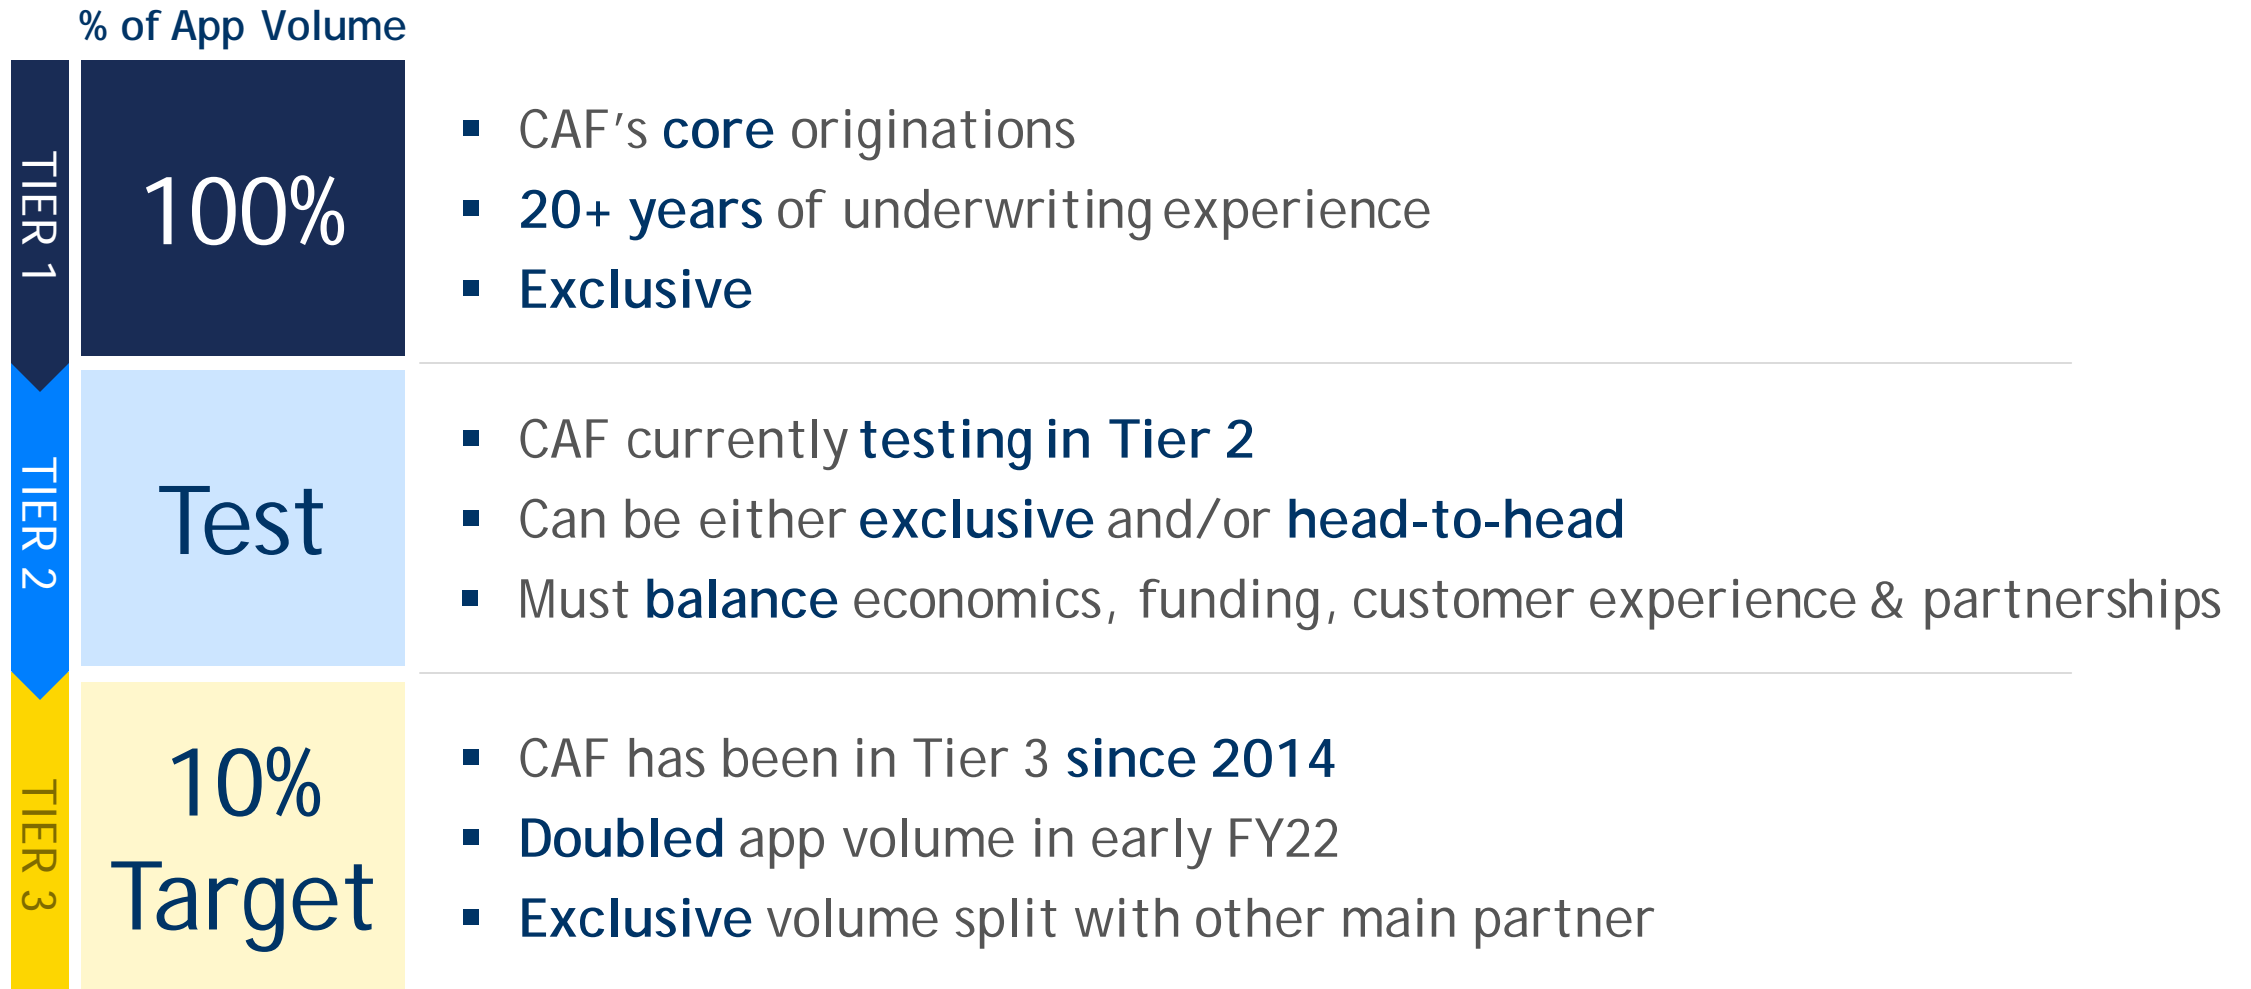 % of App Volume
TIER 1
100%
▪ CAF's core originations
▪ 20+ years of underwriting experience
▪ Exclusive
TIER 2
Test
▪ CAF currently testing in Tier 2
▪ Can be either exclusive and/or head-to-head
▪ Must balance economics, funding, customer experience & partnerships
TIER 3
10%
Target
▪ CAF has been in Tier 3 since 2014
▪ Doubled app volume in early FY22
▪ Exclusive volume split with other main partner